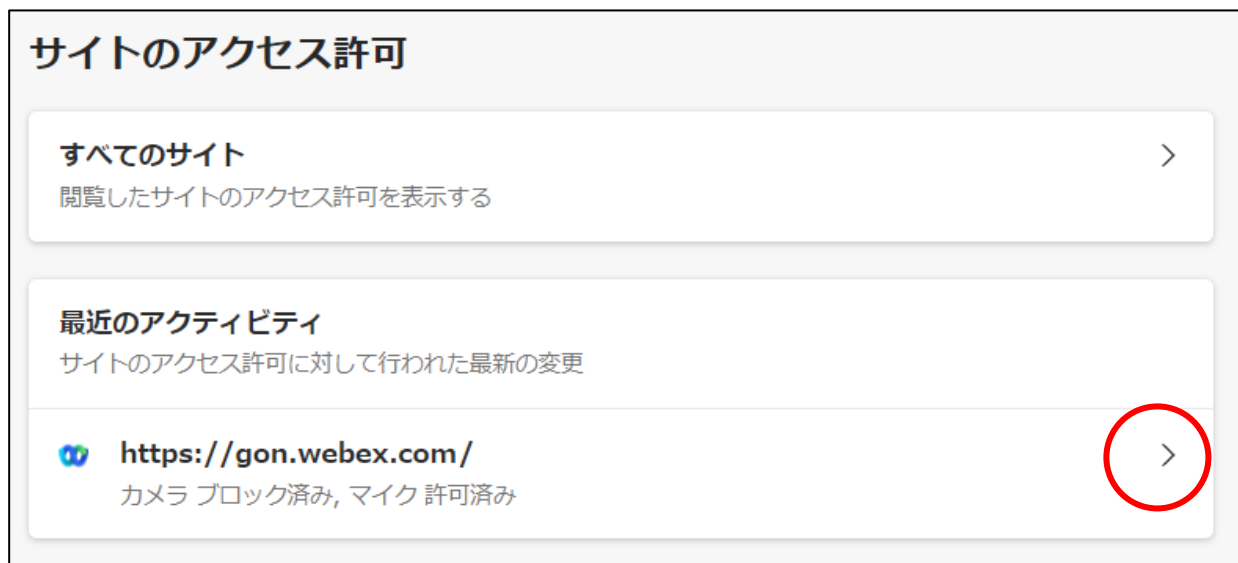 サイトのアクセス許可
すべてのサイト
閲覧したサイトのアクセス許可を表示する
最近のアクティビティ
サイトのアクセス許可に対して行われた最新の変更
https://gon.webex.com/
カメラ ブロック済み, マイク 許可済み